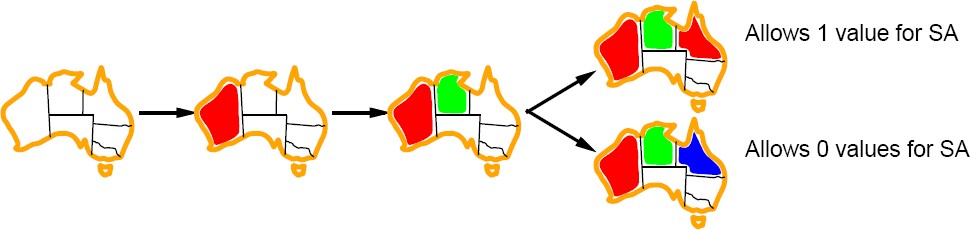 Allows 1 value for SA
Allows 0 values for SA